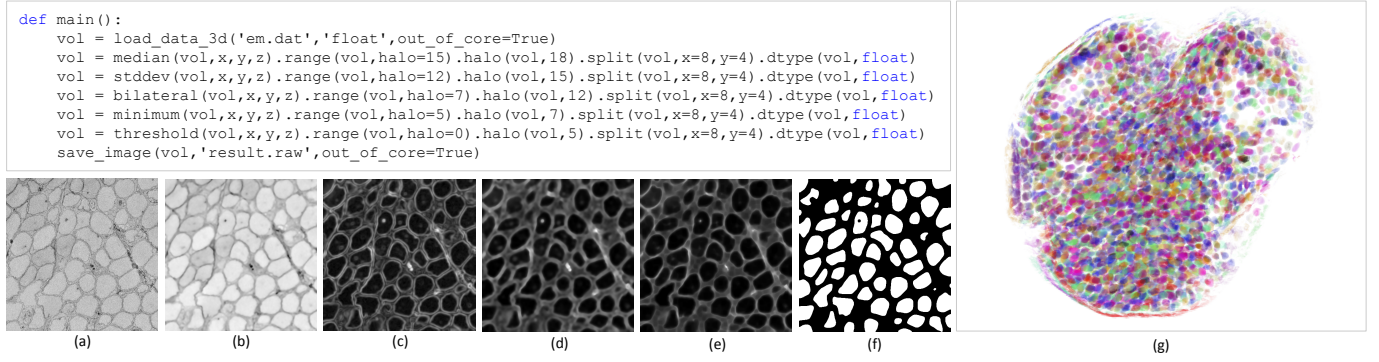 def main():
    vol = load_data_3d('em.dat','float',out_of_core=True)
    vol = median(vol,x,y,z).range(vol,halo=15).halo(vol,18).split(vol,x=8,y=4).dtype(vol,float)
    vol = stddev(vol,x,y,z).range(vol,halo=12).halo(vol,15).split(vol,x=8,y=4).dtype(vol,float)
    vol = bilateral(vol,x,y,z).range(vol,halo=7).halo(vol,12).split(vol,x=8,y=4).dtype(vol,float)
    vol = minimum(vol,x,y,z).range(vol,halo=5).halo(vol,7).split(vol,x=8,y=4).dtype(vol,float)
    vol = threshold(vol,x,y,z).range(vol,halo=0).halo(vol,5).split(vol,x=8,y=4).dtype(vol,float)
    save_image(vol,'result.raw',out_of_core=True)
(a) (b) (c) (d) (e) (f) (g)